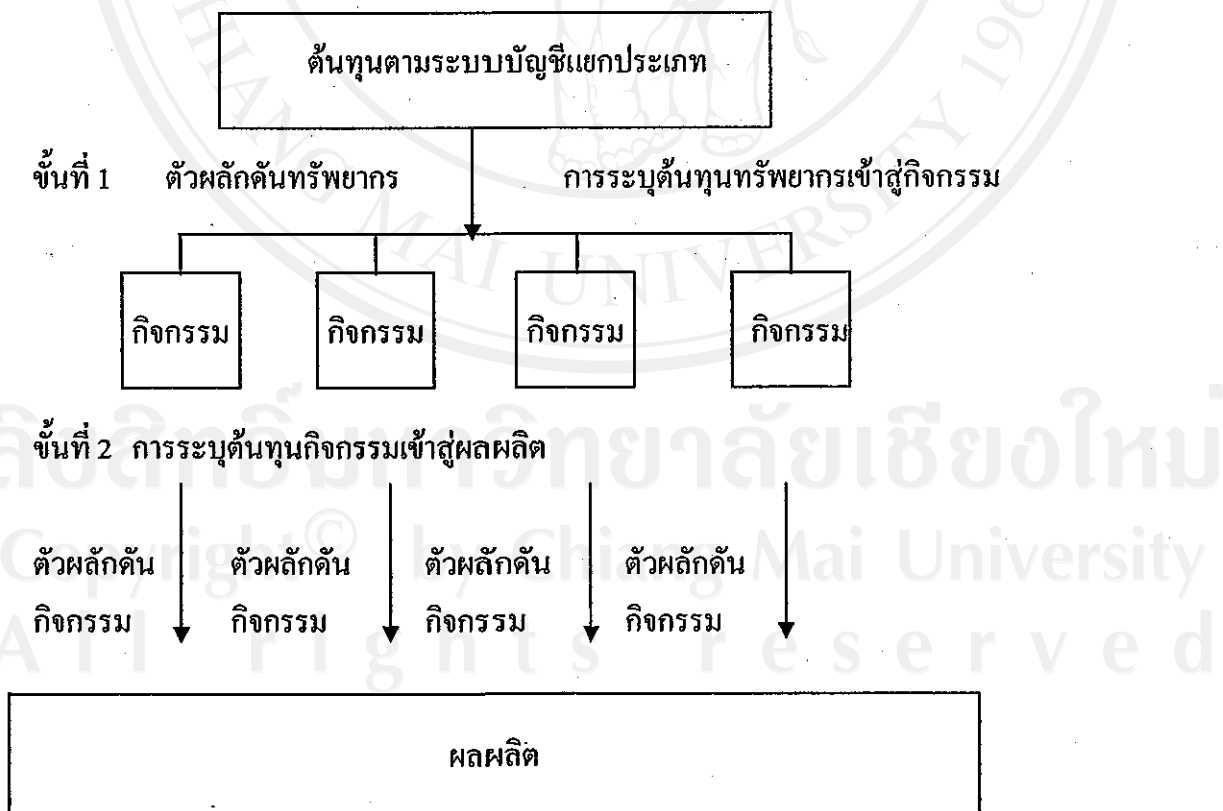 ต้นทุนตามระบบบัญชีแยกประเภท
ขั้นที่ 1 ตัวผลักดันทรัพยากร การระบุต้นทุนทรัพยากรเข้าสู่กิจกรรม
กิจกรรม กิจกรรม กิจกรรม กิจกรรม
ขั้นที่ 2 การระบุต้นทุนกิจกรรมเข้าสู่ผลผลิต
ตัวผลักดัน ตัวผลักดัน ตัวผลักดัน ตัวผลักดัน
กิจกรรม กิจกรรม กิจกรรม กิจกรรม
ผลผลิต
CHIANG MAI UNIVERSITY 196
ลิขสิทธิ์มหาวิทยาลัยเชียงใหม่
Copyright© by Chiang Mai University
All rights reserved